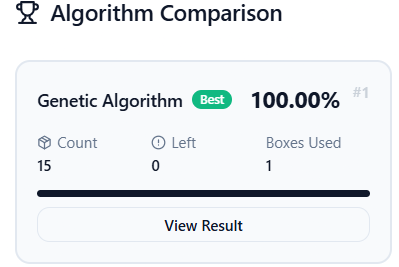 Algorithm Comparison
Genetic Algorithm Best 100.00% #1
Count Left Boxes Used
15 0 1
View Result